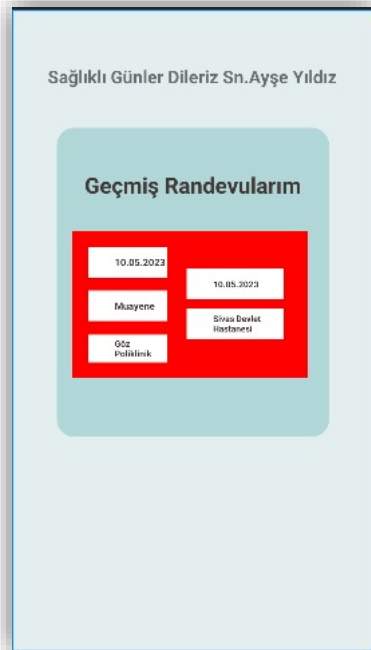 Sağlıklı Günler Dileriz Sn.Ayşe Yıldız
Geçmiş Randevularım
10.05.2023
Muayene
Göz
Poliklinik
10.05.2023
Sivas Devlet
Hastanesi